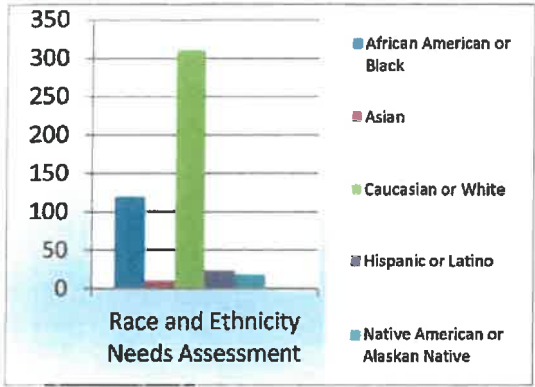 350
300
250
200
150
100
50
0
Race and Ethnicity
Needs Assessment
African American or
Black
Asian
Caucasian or White
Hispanic or Latino
Native American or
Alaskan Native